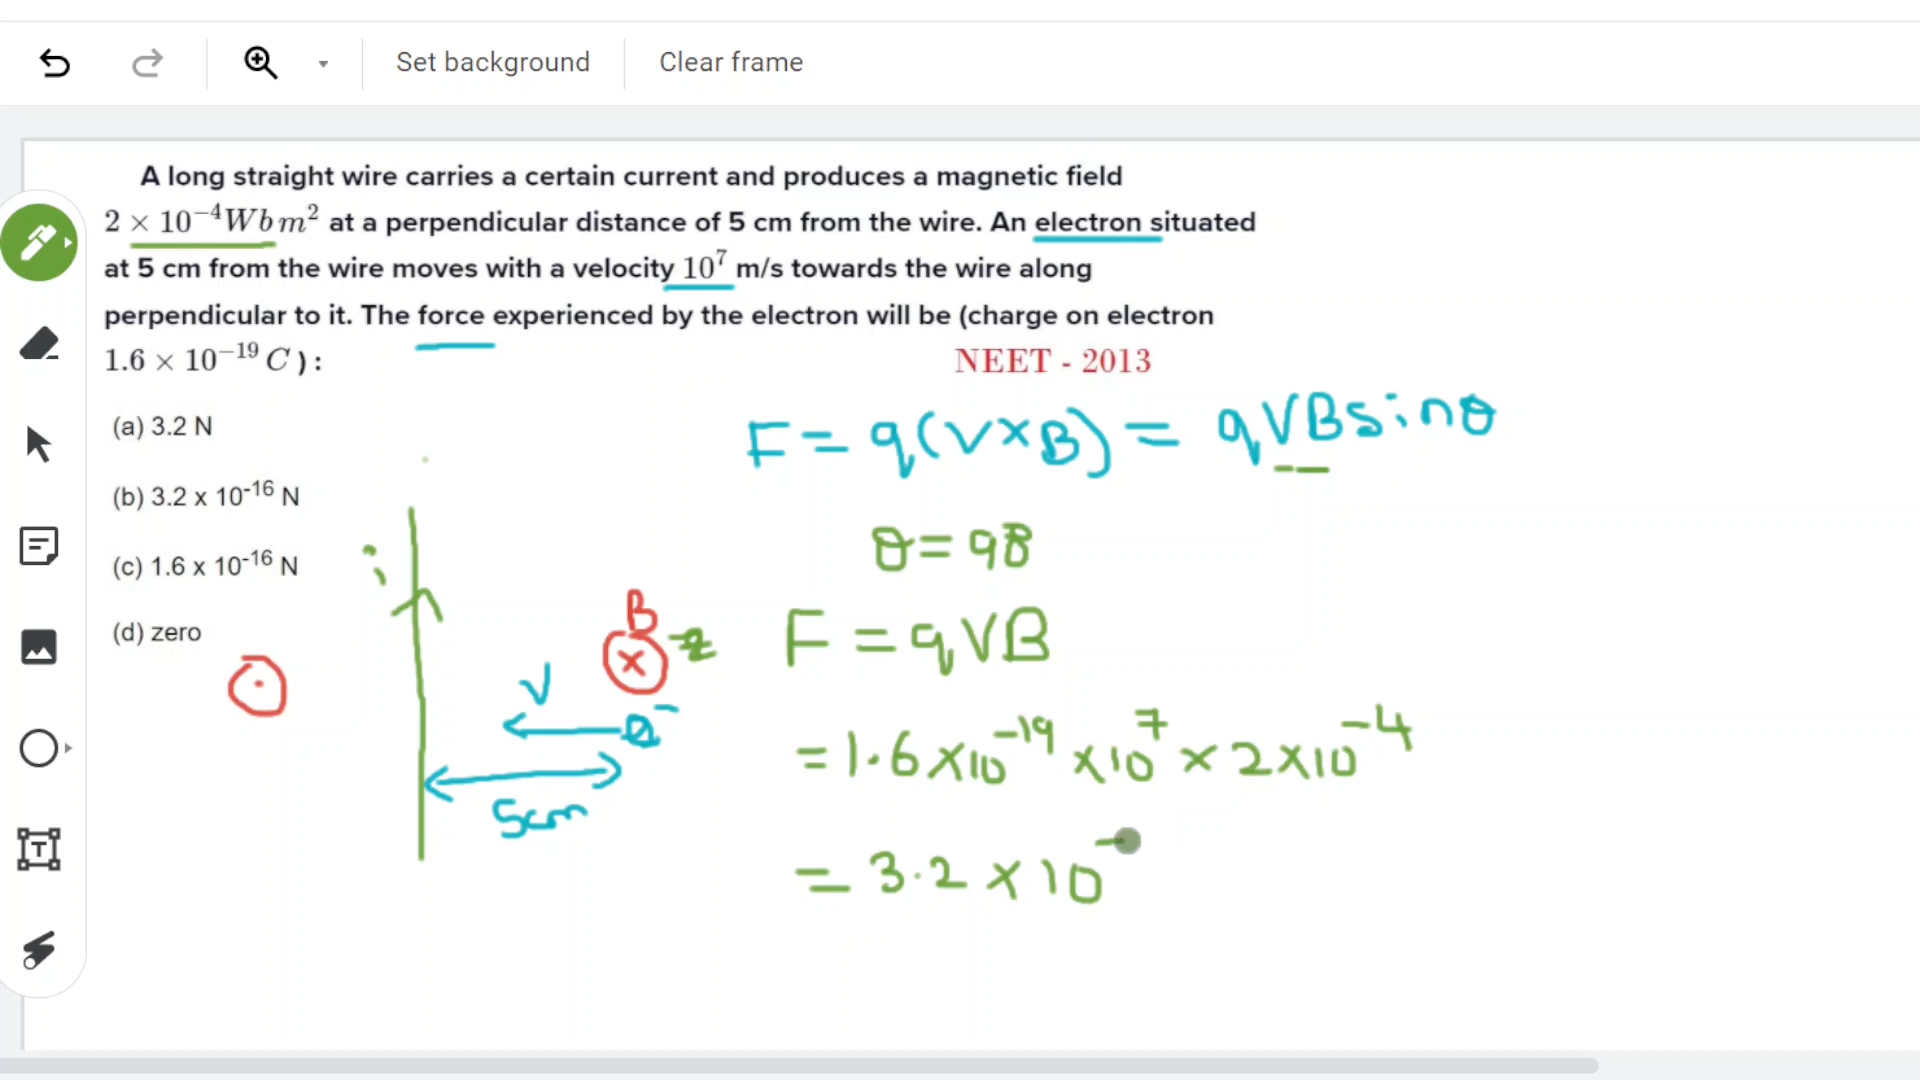 Set background Clear frame
A long straight wire carries a certain current and produces a magnetic field
2 × 10⁻⁴Wb m² at a perpendicular distance of 5 cm from the wire. An electron situated
at 5 cm from the wire moves with a velocity 10⁷ m/s towards the wire along
perpendicular to it. The force experienced by the electron will be (charge on electron
1.6 × 10⁻¹⁹ C ) :
NEET - 2013
(a) 3.2 N
(b) 3.2 x 10⁻¹⁶ N
(c) 1.6 x 10⁻¹⁶ N
(d) zero
F = q(V×B) = qVBsinθ
θ = 90
F = qVB
= 1.6×10⁻¹⁹ ×10⁷ × 2×10⁻⁴
= 3.2 × 10⁻
i
B
×
V
5cm
T